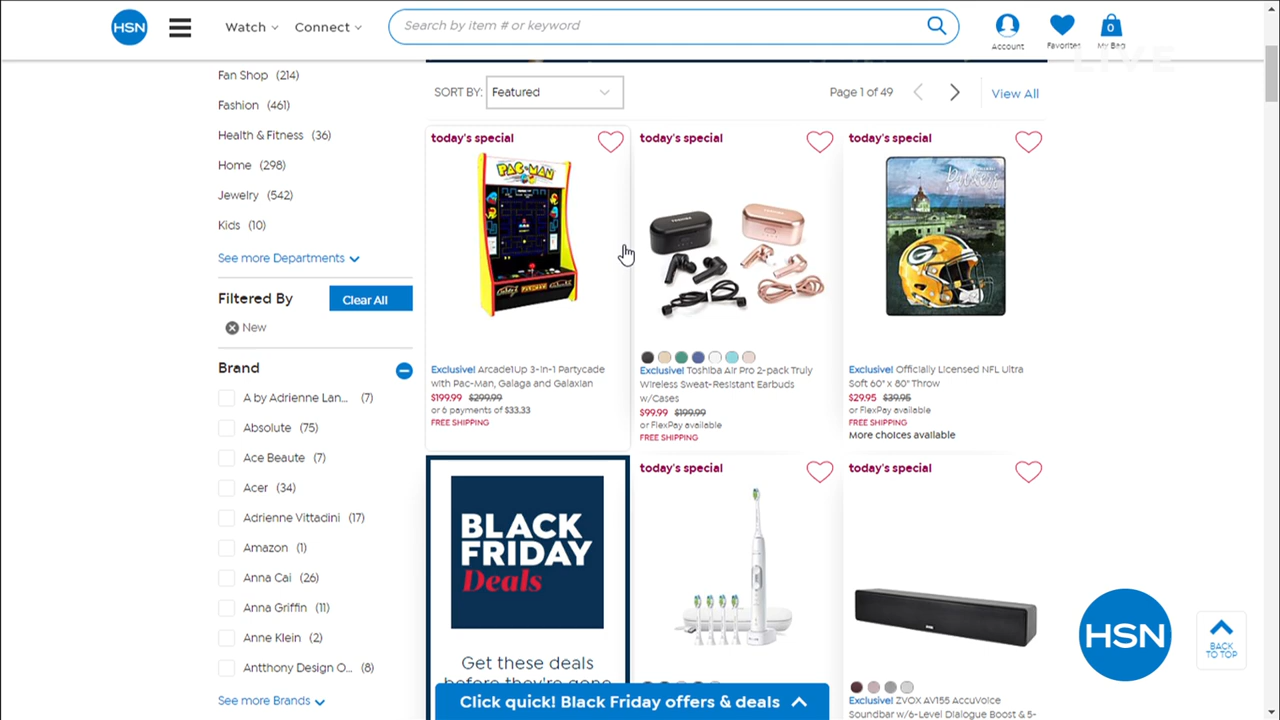 HSN
Watch
Connect
Search by item # or keyword
Account
0
Favorites
My Bag
LIVE
Fan Shop (214)
Fashion (461)
Health & Fitness (36)
Home (298)
Jewelry (542)
Kids (10)
See more Departments
Filtered By
Clear All
New
Brand
A by Adrienne Lan... (7)
Absolute (75)
Ace Beaute (7)
Acer (34)
Adrienne Vittadini (17)
Amazon (1)
Anna Cai (26)
Anna Griffin (11)
Anne Klein (2)
Antthony Design O... (8)
See more Brands
SORT BY: Featured
Page 1 of 49
View All
today's special
PAC-MAN
Exclusive! Arcade1Up 3-in-1 Partycade
with Pac-Man, Galaga and Galaxian
$199.99 $299.99
or 6 payments of $33.33
FREE SHIPPING
today's special
Exclusive! Toshiba Air Pro 2-pack Truly
Wireless Sweat-Resistant Earbuds
w/Cases
$99.99 $199.99
or FlexPay available
FREE SHIPPING
today's special
Packers
Exclusive! Officially Licensed NFL Ultra
Soft 60" x 80" Throw
$29.95 $39.95
or FlexPay available
FREE SHIPPING
More choices available
BLACK
FRIDAY
Deals
Get these deals
before they're gone
today's special
today's special
Exclusive! ZVOX AV155 AccuVoice
Soundbar w/6-Level Dialogue Boost & 5-
Click quick! Black Friday offers & deals
HSN
BACK
TO TOP